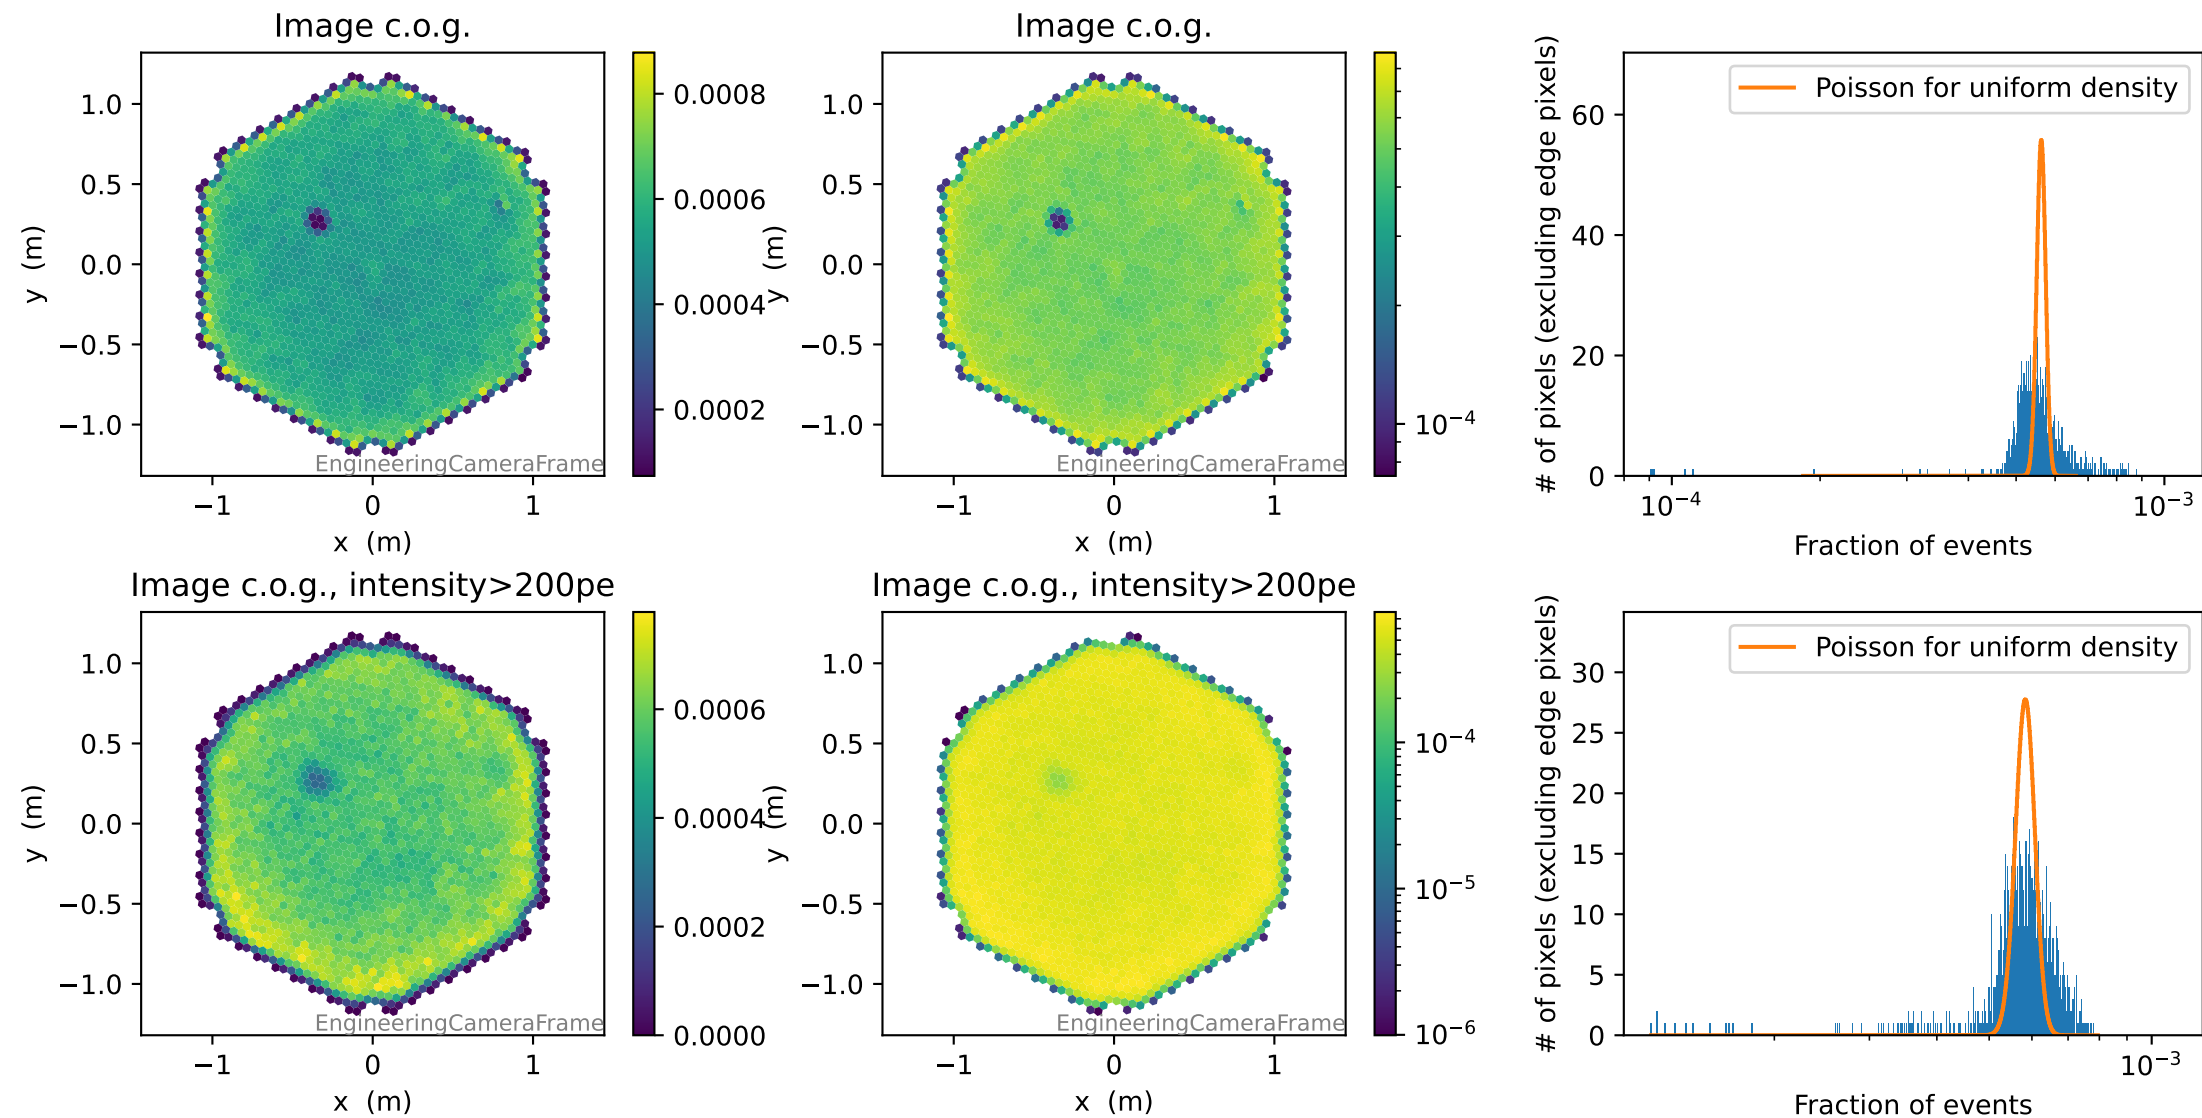 Image c.o.g.
1.0
0.5
0.0
−0.5
−1.0
y (m)
−1
0
1
x (m)
EngineeringCameraFrame
0.0008
0.0006
0.0004
0.0002
Image c.o.g.
1.0
0.5
0.0
−0.5
−1.0
y (m)
−1
0
1
x (m)
EngineeringCameraFrame
10⁻⁴
# of pixels (excluding edge pixels)
60
40
20
0
Poisson for uniform density
10⁻⁴
10⁻³
Fraction of events
Image c.o.g., intensity>200pe
1.0
0.5
0.0
−0.5
−1.0
y (m)
−1
0
1
x (m)
EngineeringCameraFrame
0.0006
0.0004
0.0002
0.0000
Image c.o.g., intensity>200pe
1.0
0.5
0.0
−0.5
−1.0
y (m)
−1
0
1
x (m)
EngineeringCameraFrame
10⁻⁴
10⁻⁵
10⁻⁶
# of pixels (excluding edge pixels)
30
25
20
15
10
5
0
Poisson for uniform density
10⁻³
Fraction of events